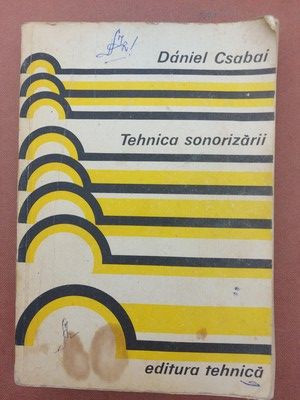 Dániel Csabai
Tehnica sonorizării
editura tehnică